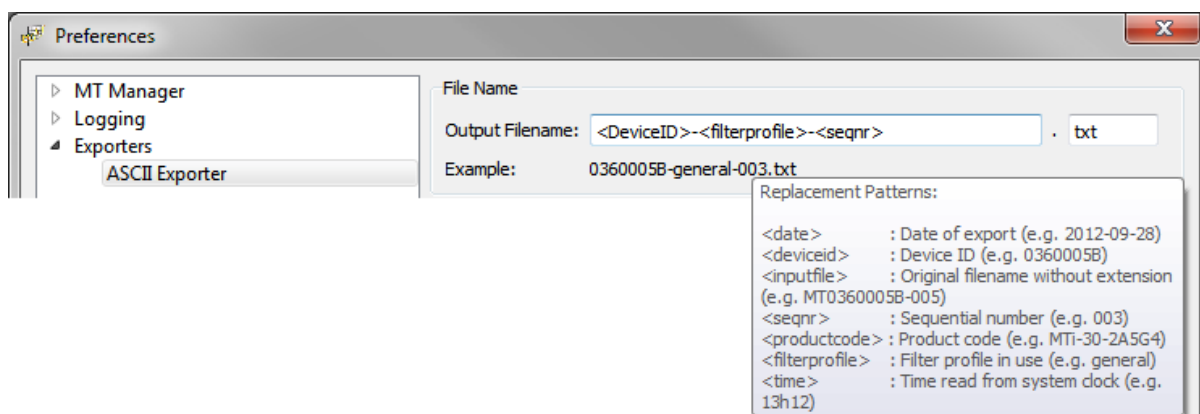 Preferences
MT Manager
Logging
Exporters
ASCII Exporter
File Name
Output Filename: <DeviceID>-<filterprofile>-<seqnr> . txt
Example: 0360005B-general-003.txt
Replacement Patterns:
<date> : Date of export (e.g. 2012-09-28)
<deviceid> : Device ID (e.g. 0360005B)
<inputfile> : Original filename without extension
(e.g. MT0360005B-005)
<seqnr> : Sequential number (e.g. 003)
<productcode> : Product code (e.g. MTi-30-2A5G4)
<filterprofile> : Filter profile in use (e.g. general)
<time> : Time read from system clock (e.g.
13h12)